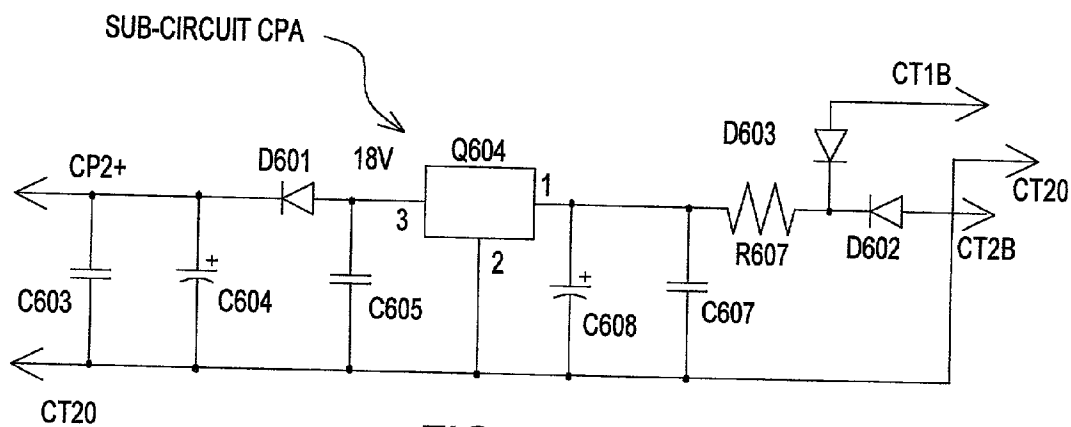 SUB-CIRCUIT CPA
CT1B
D603
CP2+
D601
18V
Q604
1
CT20
3
2
R607
D602
CT2B
C603
+
C604
C605
+
C608
C607
CT20